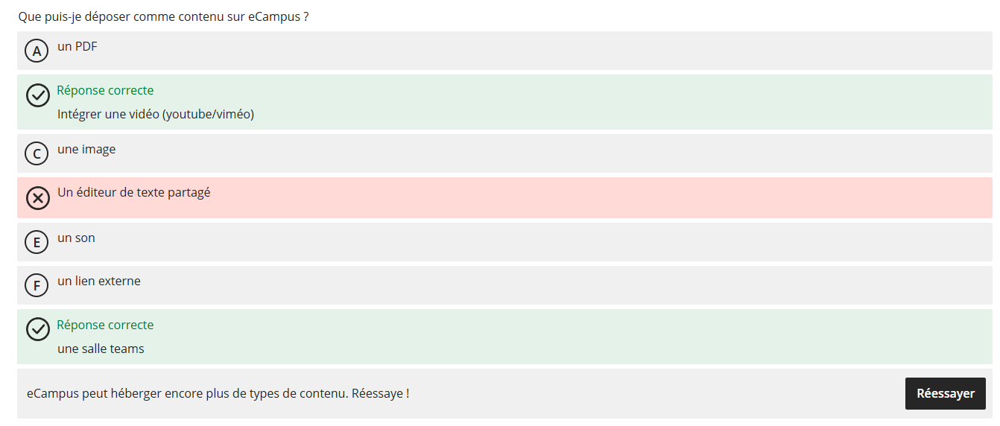 Que puis-je déposer comme contenu sur eCampus ?
A un PDF
Réponse correcte
Intégrer une vidéo (youtube/viméo)
C une image
Un éditeur de texte partagé
E un son
F un lien externe
Réponse correcte
une salle teams
eCampus peut héberger encore plus de types de contenu. Réessaye ! Réessayer